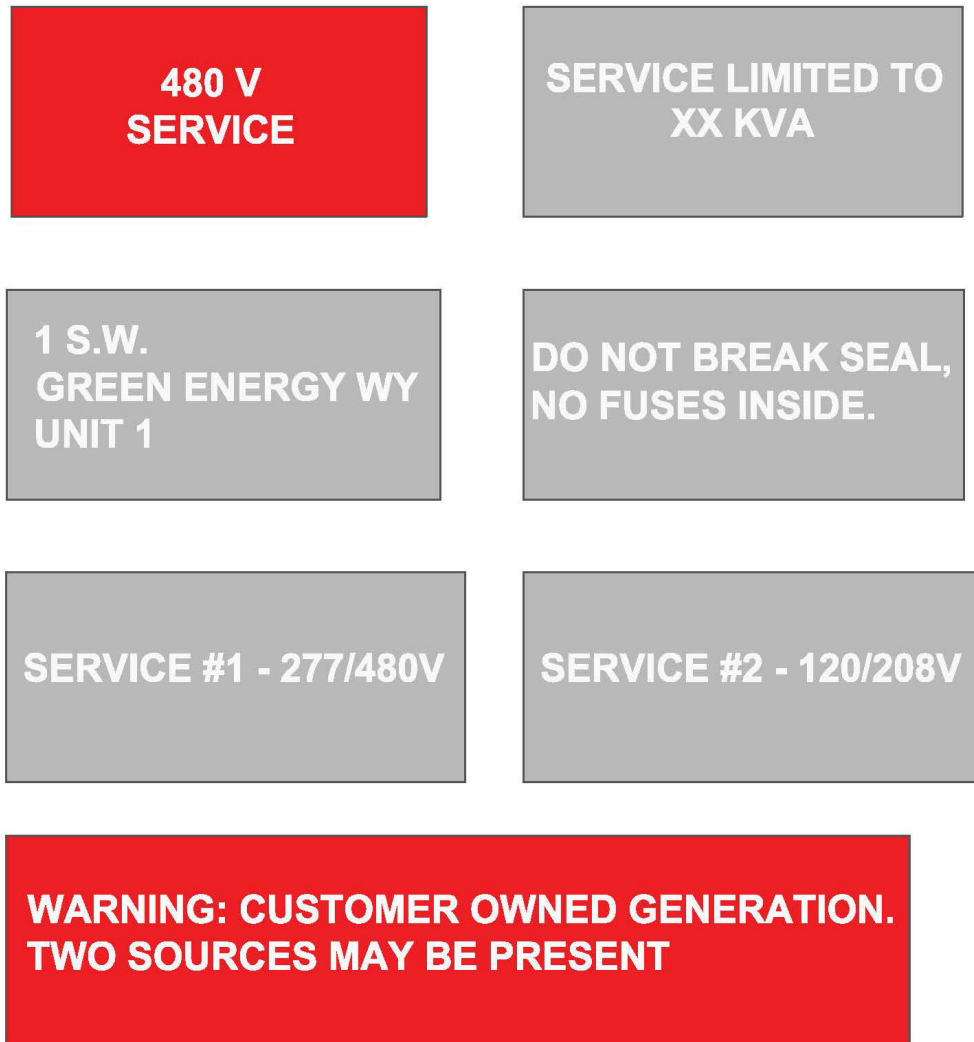 480 V
SERVICE
SERVICE LIMITED TO
XX KVA
1 S.W.
GREEN ENERGY WY
UNIT 1
DO NOT BREAK SEAL,
NO FUSES INSIDE.
SERVICE #1 - 277/480V
SERVICE #2 - 120/208V
WARNING: CUSTOMER OWNED GENERATION.
TWO SOURCES MAY BE PRESENT